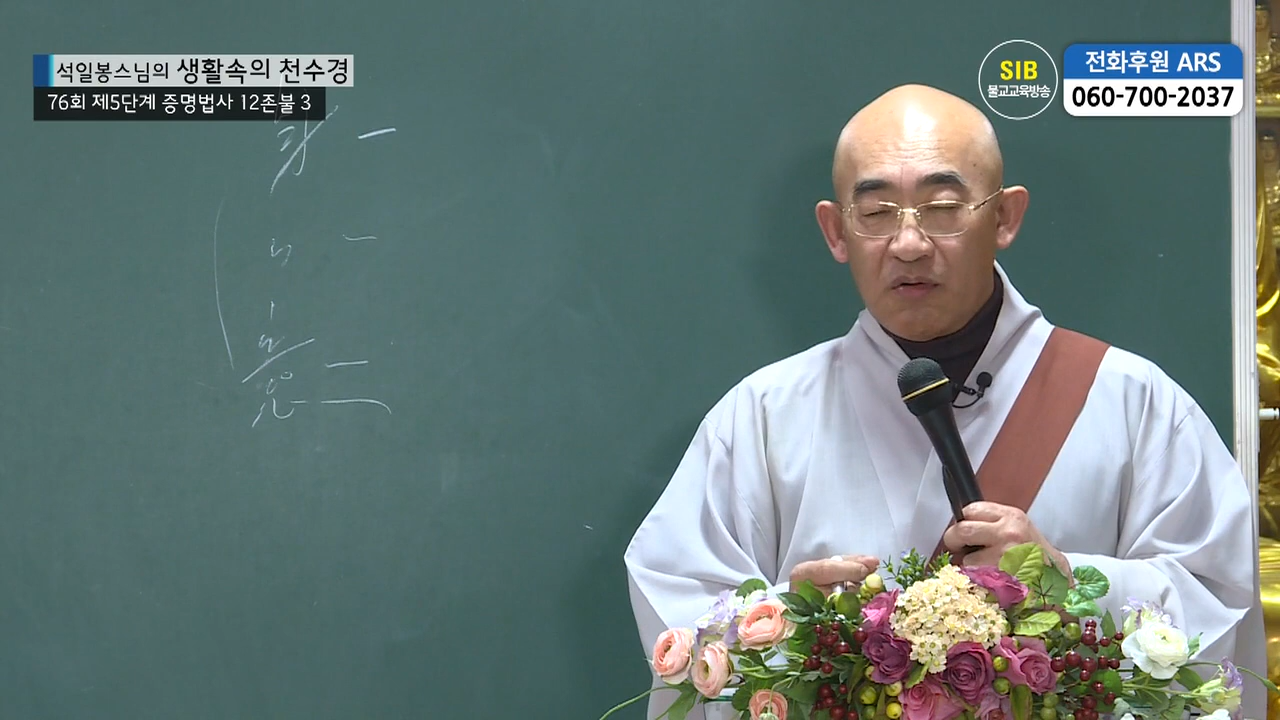 석일봉스님의 생활속의 천수경
76회 제5단계 증명법사 12존불 3
SIB
불교교육방송
전화후원 ARS
060-700-2037